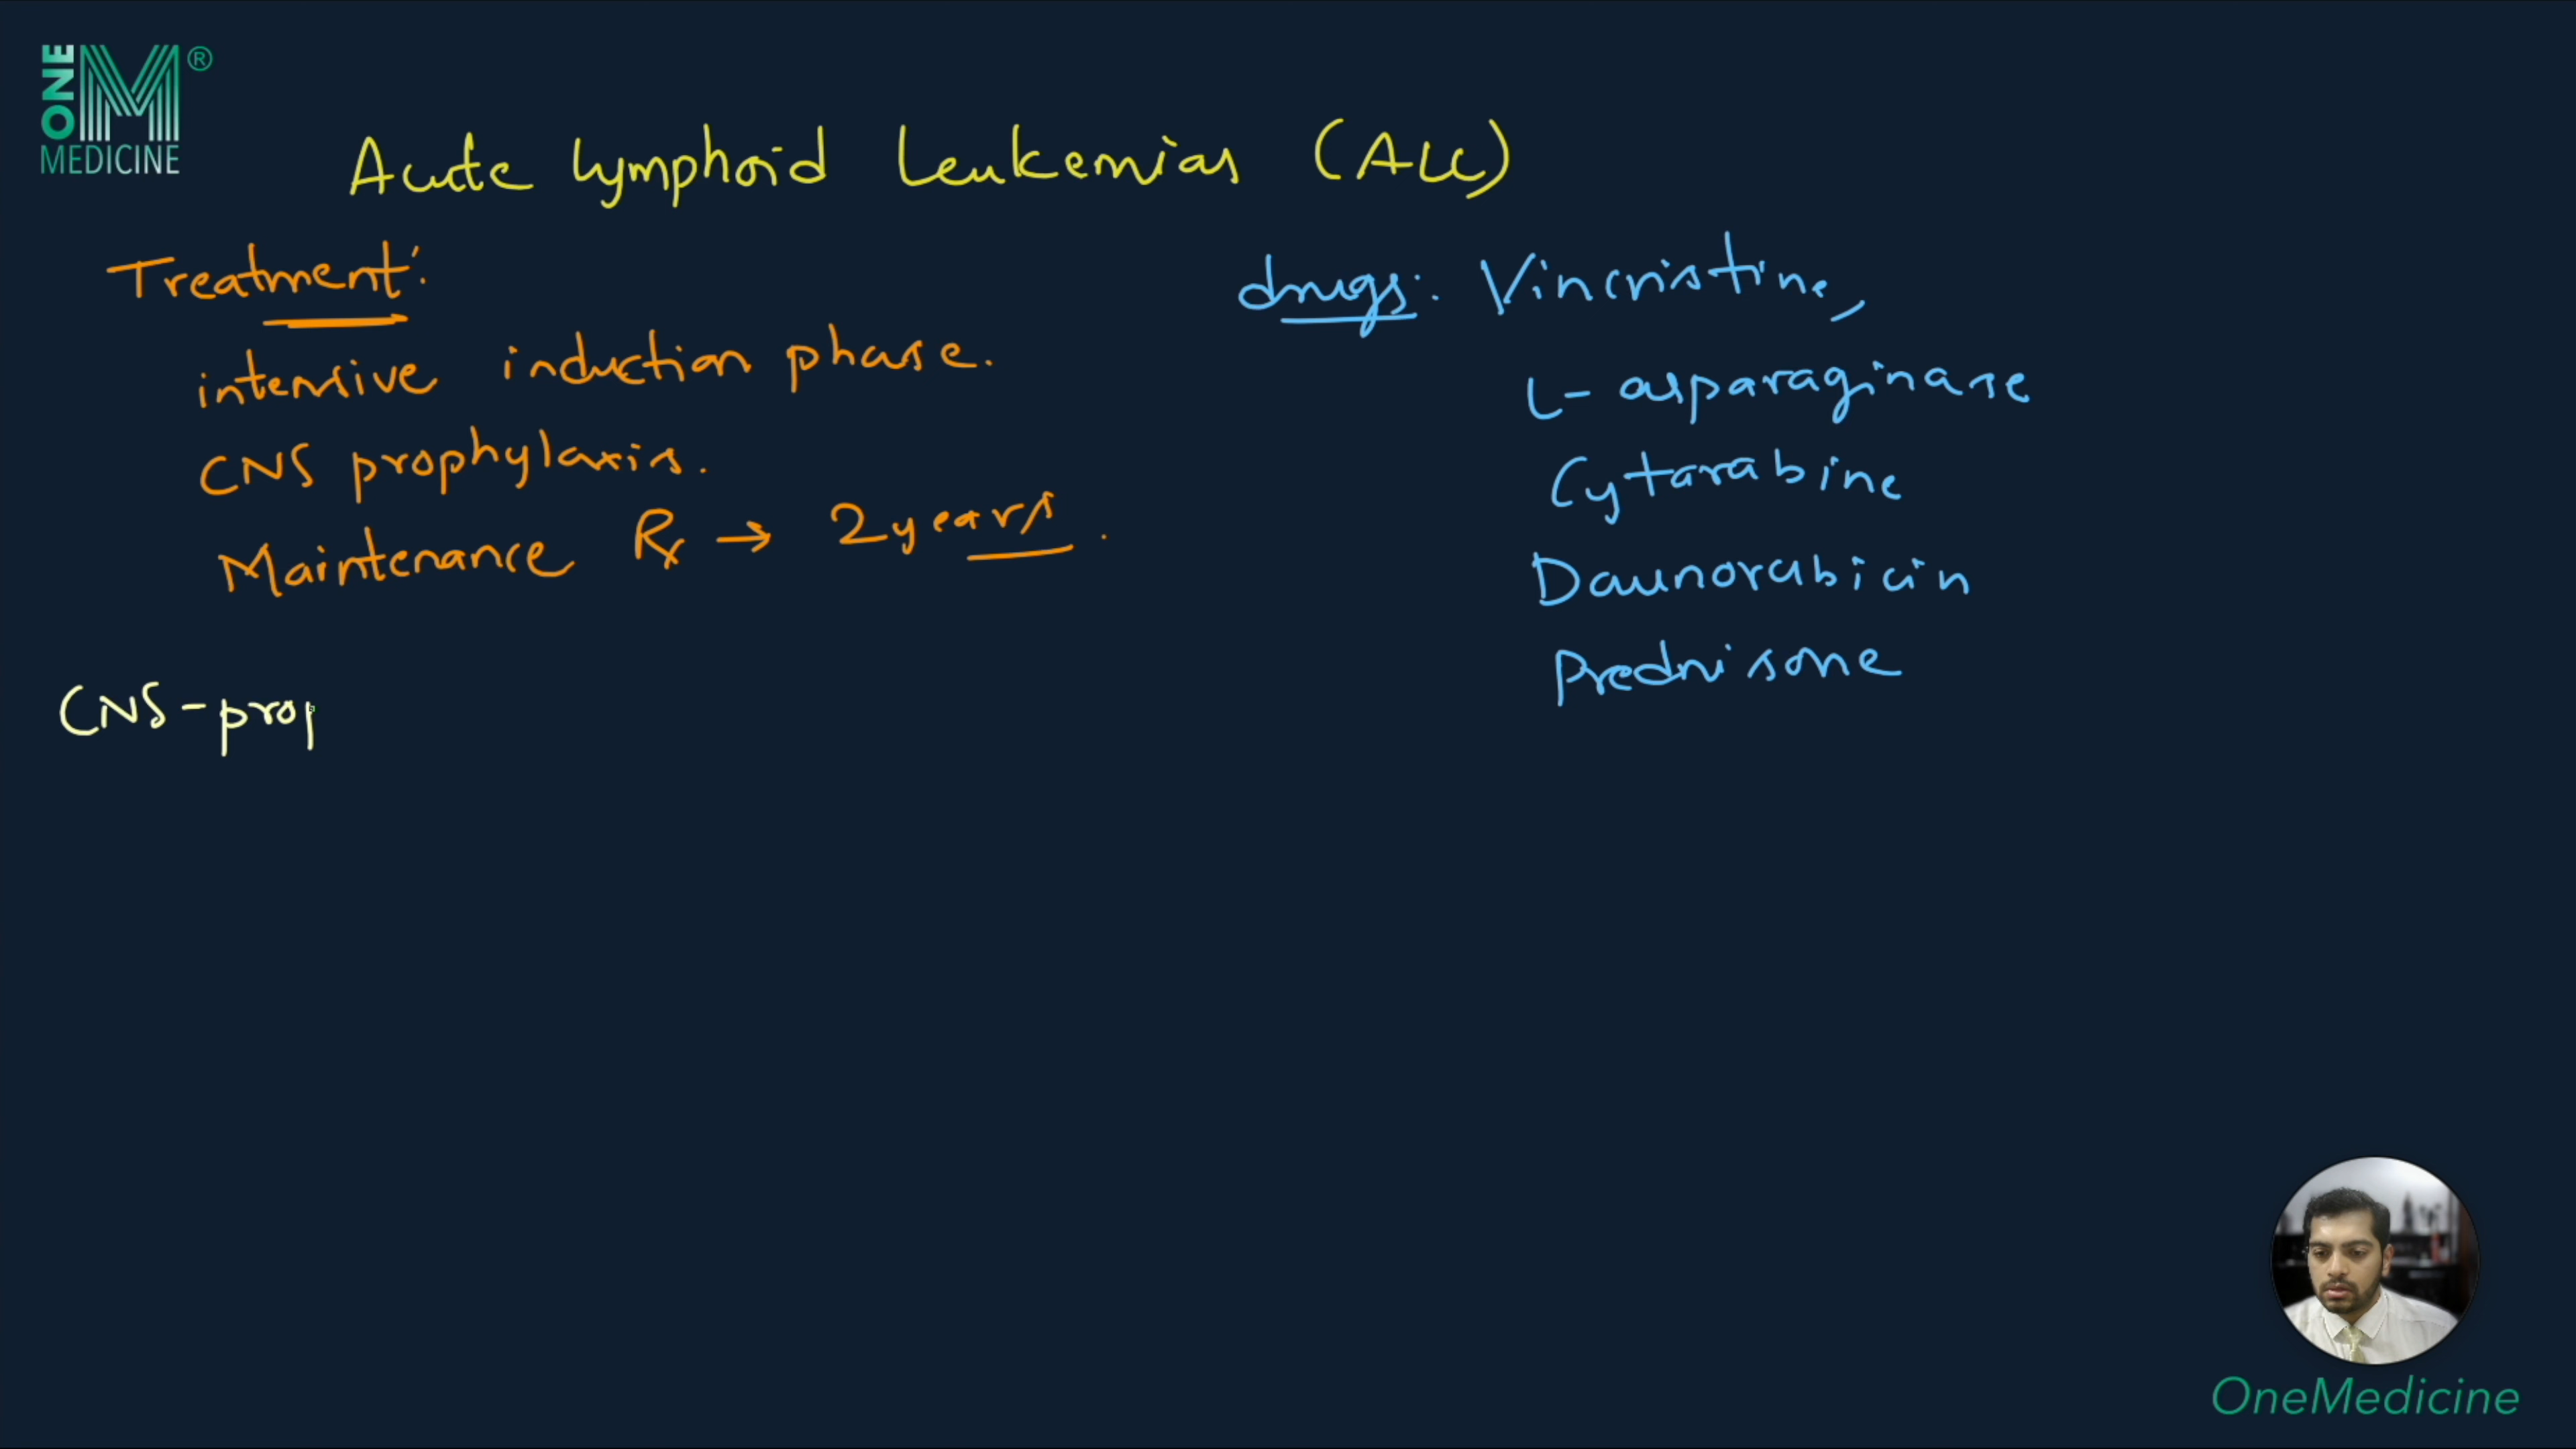 ONE M ®
MEDICINE
Acute Lymphoid Leukemias (ALL)
Treatment:
intensive induction phase.
CNS prophylaxis.
Maintenance Rx → 2 years.
drugs: Vincristine,
L-asparaginase
Cytarabine
Daunorubicin
Prednisone
CNS-prop
OneMedicine